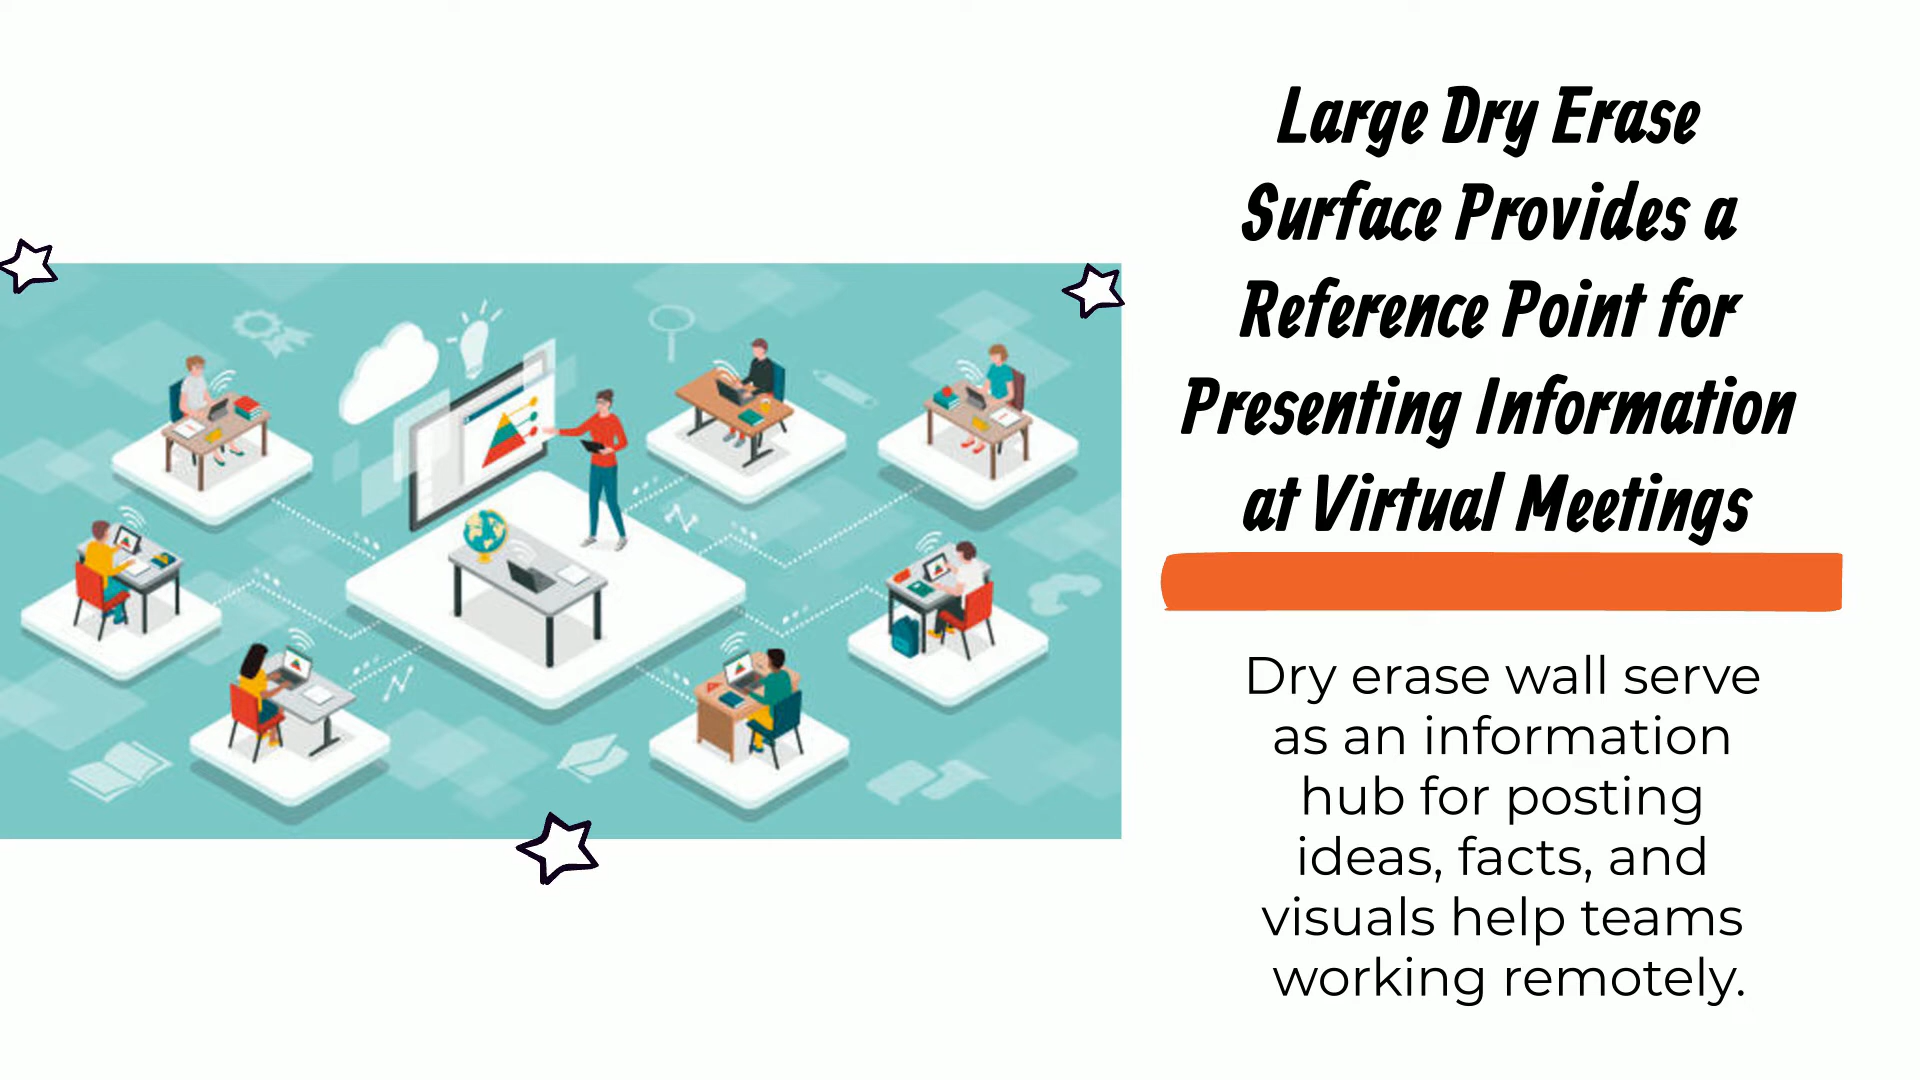 Large Dry Erase
Surface Provides a
Reference Point for
Presenting Information
at Virtual Meetings
Dry erase wall serve
as an information
hub for posting
ideas, facts, and
visuals help teams
working remotely.